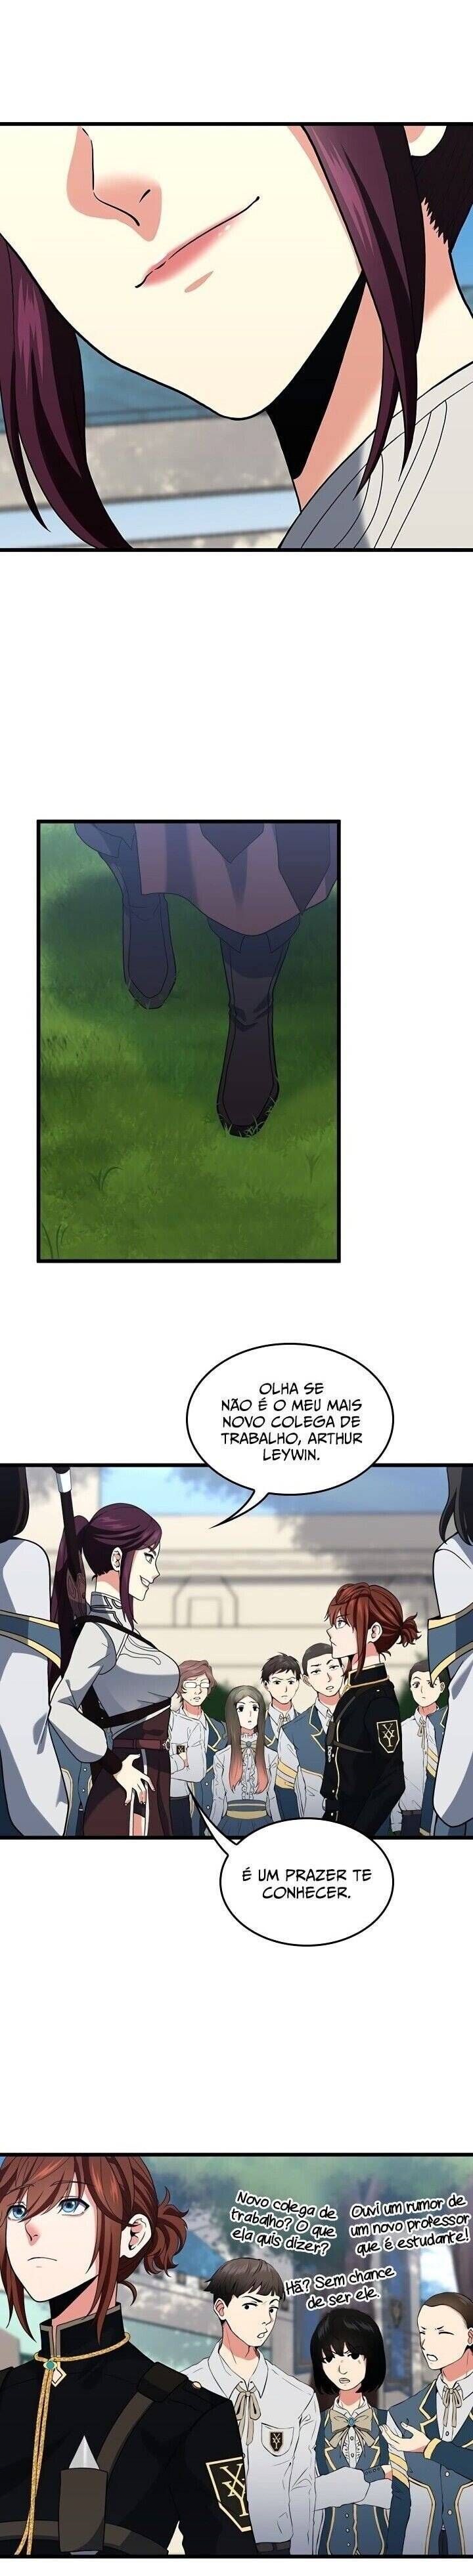 OLHA SE
NÃO É O MEU MAIS
NOVO COLEGA DE
TRABALHO, ARTHUR
LEYWIN.
É UM PRAZER TE
CONHECER.
Novo colega de
trabalho? O que
ela quis dizer?
Ouvi um rumor de
um novo professor
que é estudante!
Hã? Sem chance
de ser ele.